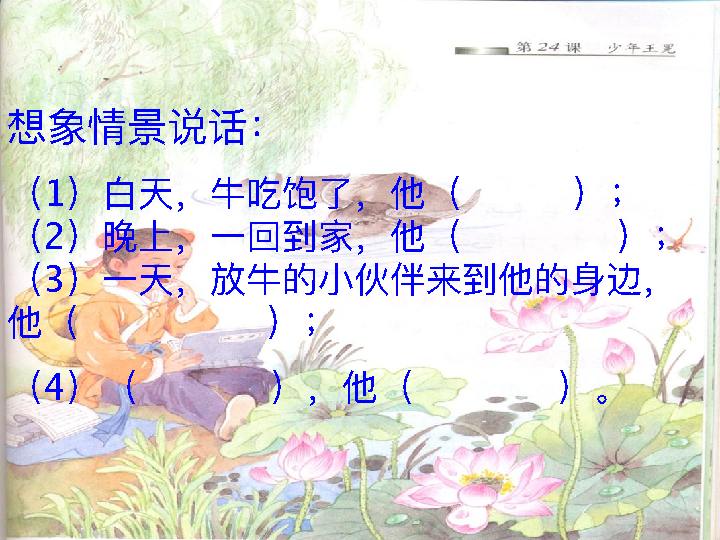 第24课 少年王冕
想象情景说话：
（1）白天，牛吃饱了，他（ ）；
（2）晚上，一回到家，他（ ）；
（3）一天，放牛的小伙伴来到他的身边，
他（ ）；
（4）（ ），他（ ）。